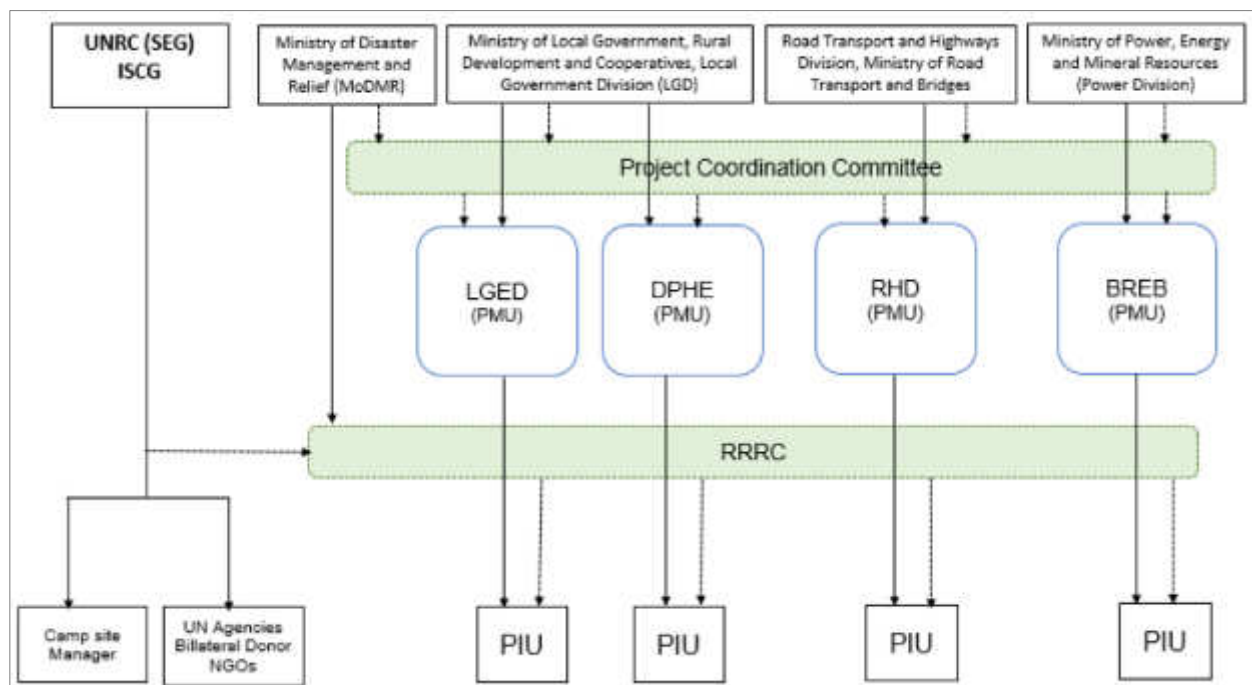 UNRC (SEG)
ISCG
Ministry of Disaster
Management and
Relief (MoDMR)
Ministry of Local Government, Rural
Development and Cooperatives, Local
Government Division (LGD)
Road Transport and Highways
Division, Ministry of Road
Transport and Bridges
Ministry of Power, Energy
and Mineral Resources
(Power Division)
Project Coordination Committee
LGED
(PMU)
DPHE
(PMU)
RHD
(PMU)
BREB
(PMU)
RRRC
Camp site
Manager
UN Agencies
Billateral Donor
NGOs
PIU
PIU
PIU
PIU